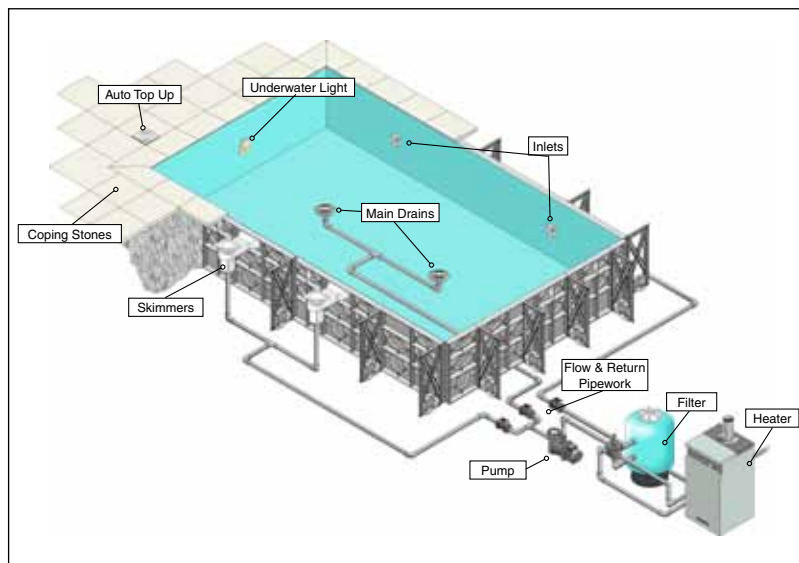 Underwater Light
Auto Top Up
Inlets
Main Drains
Coping Stones
Skimmers
Flow & Return
Pipework
Filter
Heater
Pump